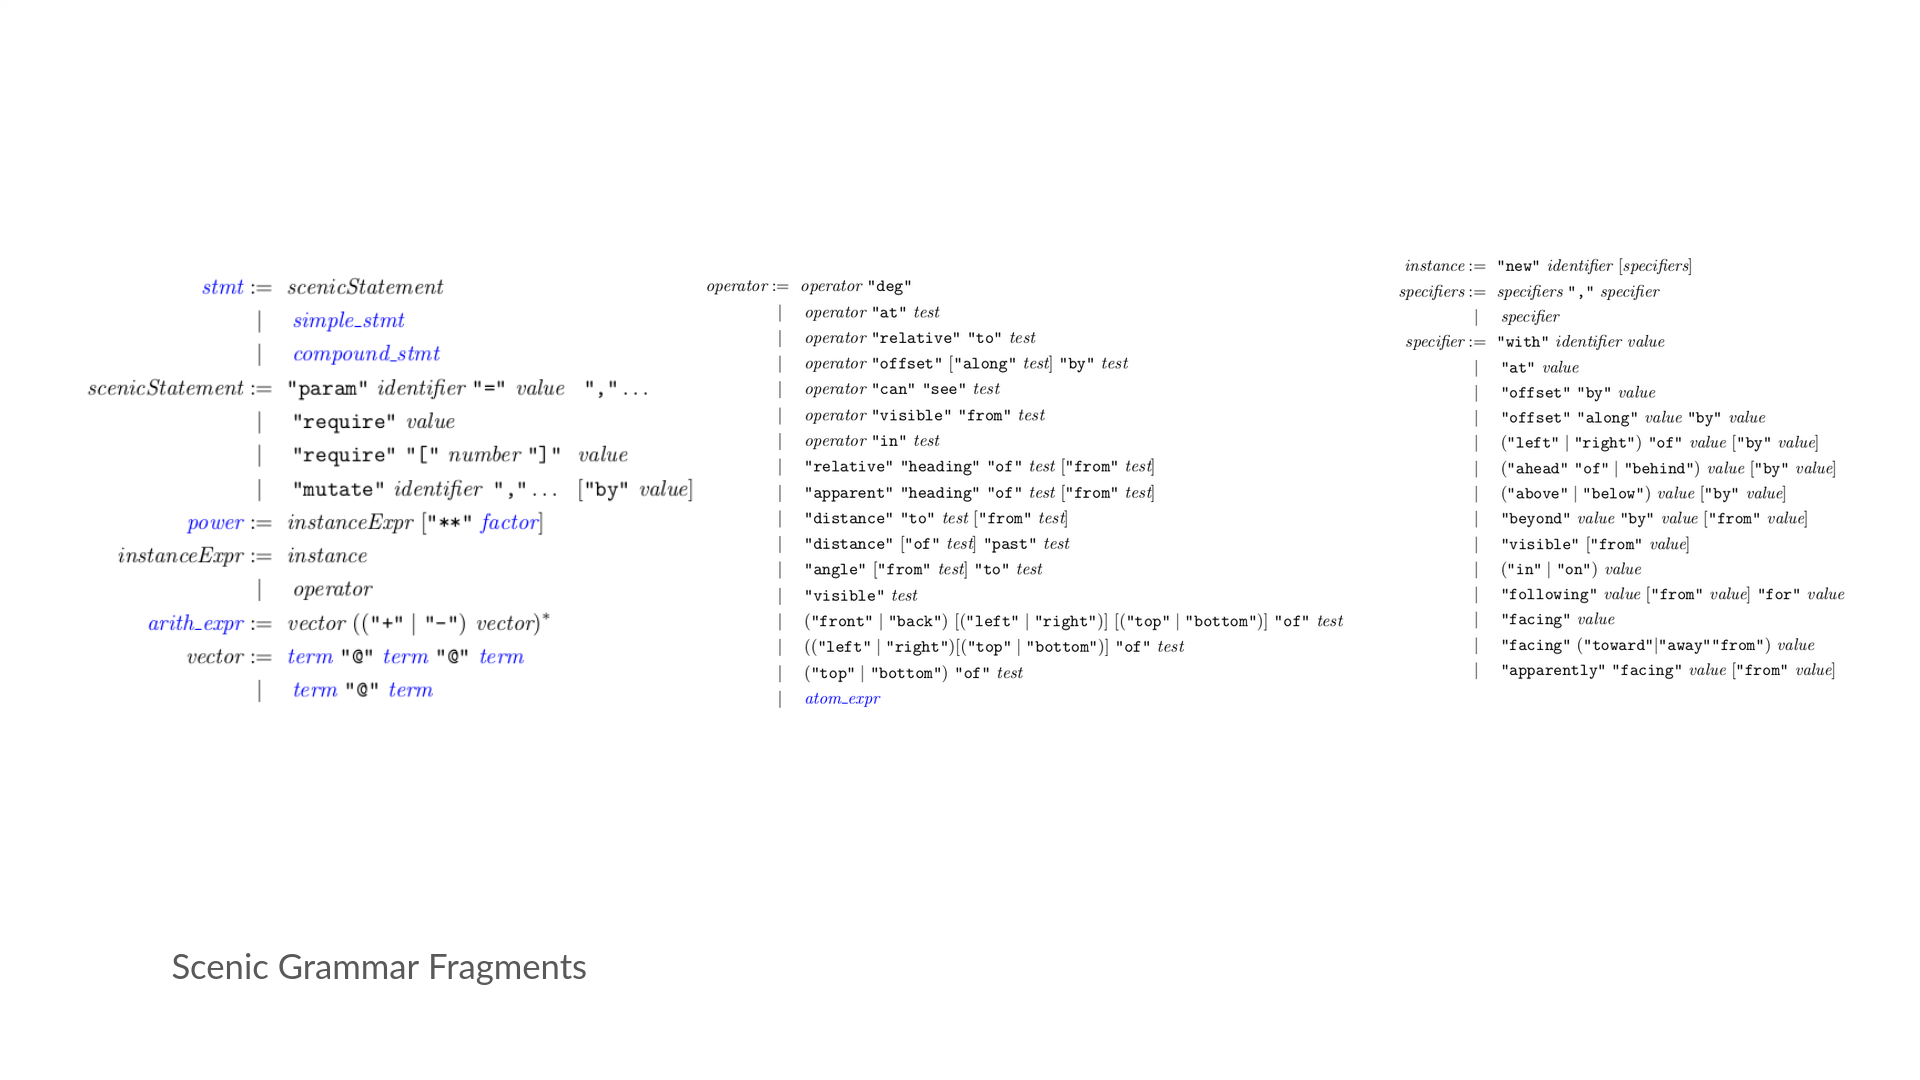 stmt := scenicStatement
| simple_stmt
| compound_stmt
scenicStatement := "param" identifier "=" value ","...
| "require" value
| "require" "[" number "]" value
| "mutate" identifier ","... ["by" value]
power := instanceExpr ["**" factor]
instanceExpr := instance
| operator
arith_expr := vector (("+" | "-") vector)*
vector := term "@" term "@" term
| term "@" term
operator := operator "deg"
| operator "at" test
| operator "relative" "to" test
| operator "offset" ["along" test] "by" test
| operator "can" "see" test
| operator "visible" "from" test
| operator "in" test
| "relative" "heading" "of" test ["from" test]
| "apparent" "heading" "of" test ["from" test]
| "distance" "to" test ["from" test]
| "distance" ["of" test] "past" test
| "angle" ["from" test] "to" test
| "visible" test
| ("front" | "back") [("left" | "right")] [("top" | "bottom")] "of" test
| (("left" | "right")[("top" | "bottom")] "of" test
| ("top" | "bottom") "of" test
| atom_expr
instance := "new" identifier [specifiers]
specifiers := specifiers "," specifier
| specifier
specifier := "with" identifier value
| "at" value
| "offset" "by" value
| "offset" "along" value "by" value
| ("left" | "right") "of" value ["by" value]
| ("ahead" "of" | "behind") value ["by" value]
| ("above" | "below") value ["by" value]
| "beyond" value "by" value ["from" value]
| "visible" ["from" value]
| ("in" | "on") value
| "following" value ["from" value] "for" value
| "facing" value
| "facing" ("toward"|"away""from") value
| "apparently" "facing" value ["from" value]
Scenic Grammar Fragments